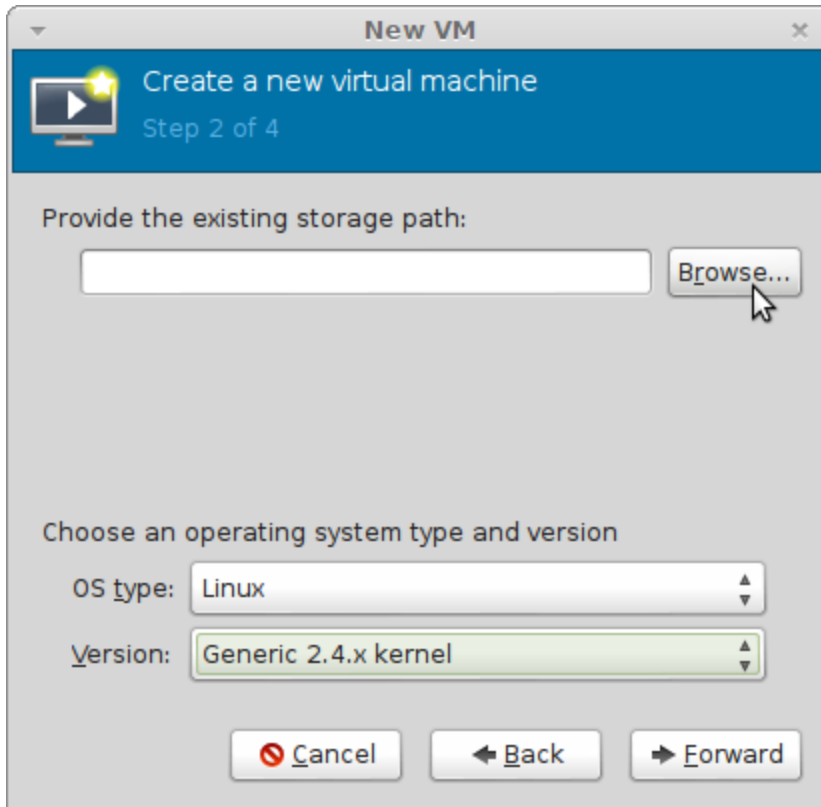 New VM
Create a new virtual machine
Step 2 of 4
Provide the existing storage path:
Browse...
Choose an operating system type and version
OS type: Linux
Version: Generic 2.4.x kernel
Cancel Back Forward